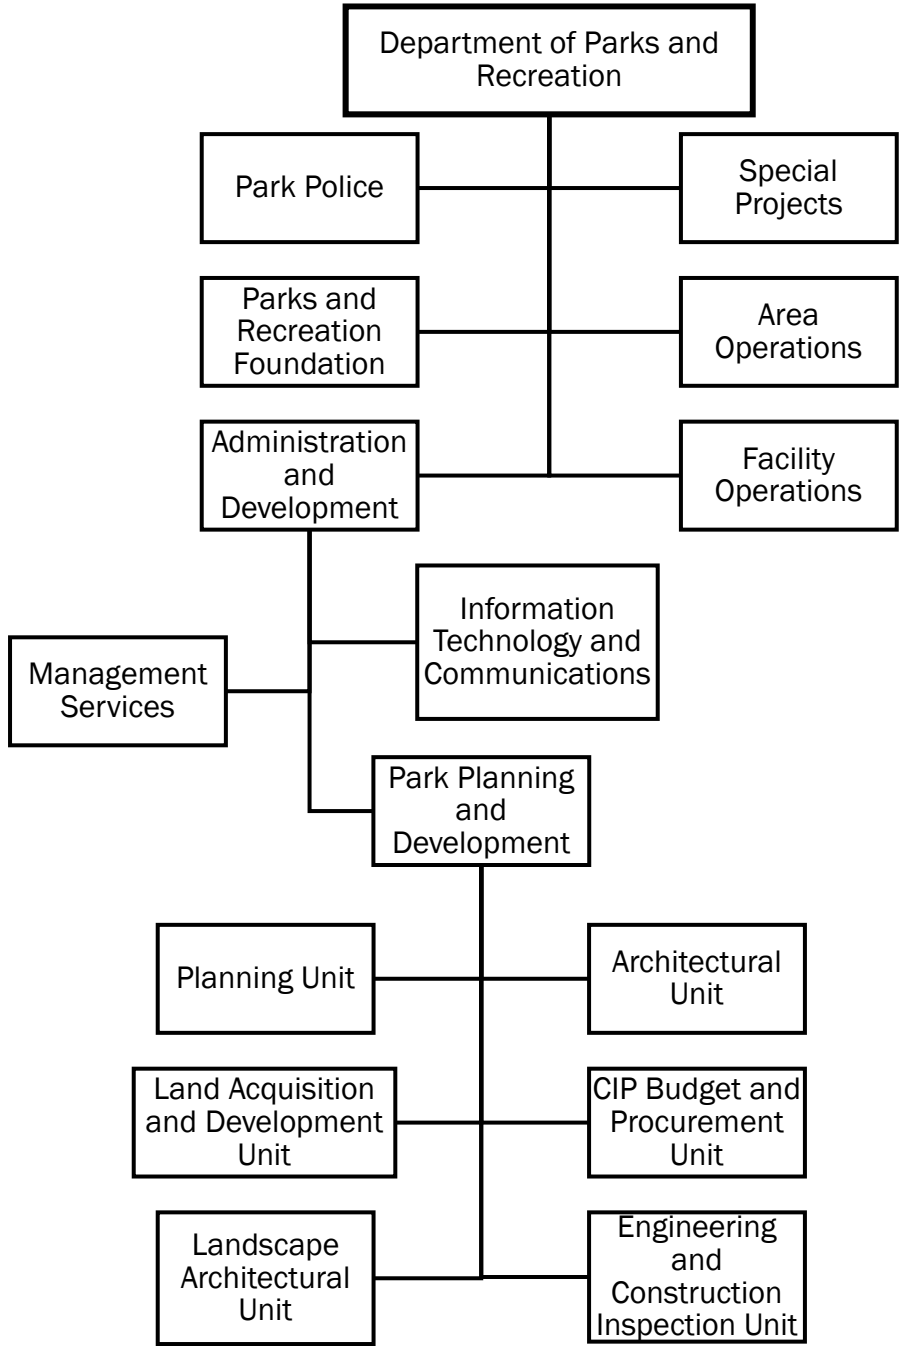 Department of Parks and
Recreation
Park Police
Special
Projects
Parks and
Recreation
Foundation
Area
Operations
Administration
and
Development
Facility
Operations
Information
Technology and
Communications
Management
Services
Park Planning
and
Development
Planning Unit
Architectural
Unit
Land Acquisition
and Development
Unit
CIP Budget and
Procurement
Unit
Landscape
Architectural
Unit
Engineering
and
Construction
Inspection Unit